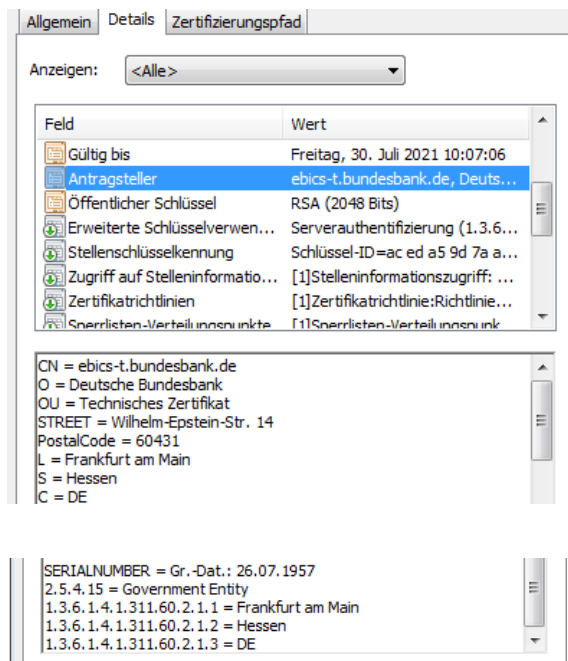 Allgemein Details Zertifizierungspfad
Anzeigen: <Alle>
Feld Wert
Gültig bis Freitag, 30. Juli 2021 10:07:06
Antragsteller ebics-t.bundesbank.de, Deuts...
Öffentlicher Schlüssel RSA (2048 Bits)
Erweiterte Schlüsselverwen... Serverauthentifizierung (1.3.6...
Stellenschlüsselkennung Schlüssel-ID=ac ed a5 9d 7a a...
Zugriff auf Stelleninformatio... [1]Stelleninformationszugriff: ...
Zertifikatrichtlinien [1]Zertifikatrichtlinie:Richtlinie...
Sperrlisten-Verteilungspunkte [1]Sperrlisten-Verteilungspunk...
CN = ebics-t.bundesbank.de
O = Deutsche Bundesbank
OU = Technisches Zertifikat
STREET = Wilhelm-Epstein-Str. 14
PostalCode = 60431
L = Frankfurt am Main
S = Hessen
C = DE
SERIALNUMBER = Gr.-Dat.: 26.07.1957
2.5.4.15 = Government Entity
1.3.6.1.4.1.311.60.2.1.1 = Frankfurt am Main
1.3.6.1.4.1.311.60.2.1.2 = Hessen
1.3.6.1.4.1.311.60.2.1.3 = DE